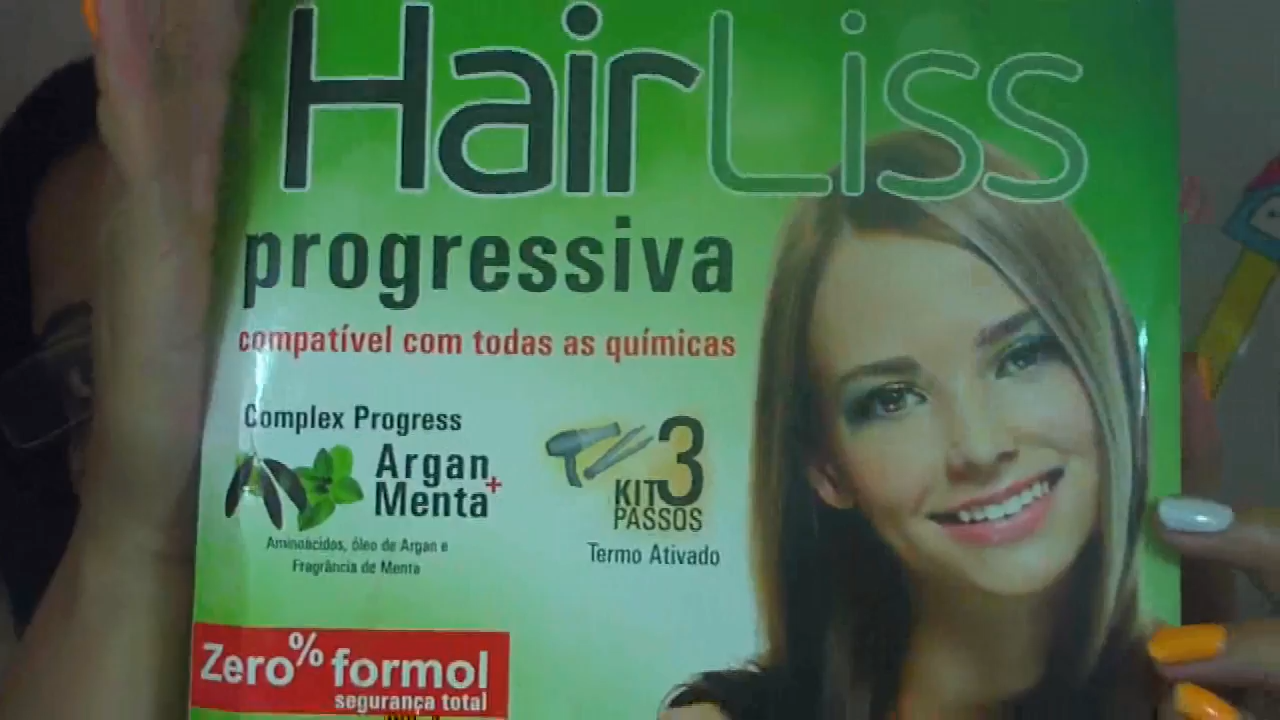 HairLiss
progressiva
compatível com todas as químicas
Complex Progress
Argan+
Menta
Aminoácidos, óleo de Argan e
Fragrância de Menta
KIT 3
PASSOS
Termo Ativado
Zero% formol
segurança total